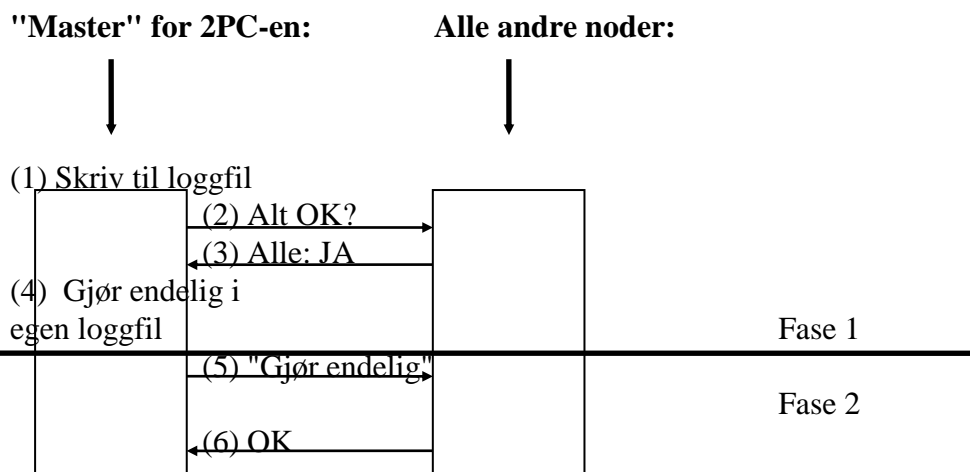 "Master" for 2PC-en:
Alle andre noder:
(1) Skriv til loggfil
(2) Alt OK?
(3) Alle: JA
(4) Gjør endelig i
egen loggfil
Fase 1
(5) "Gjør endelig"
Fase 2
(6) OK